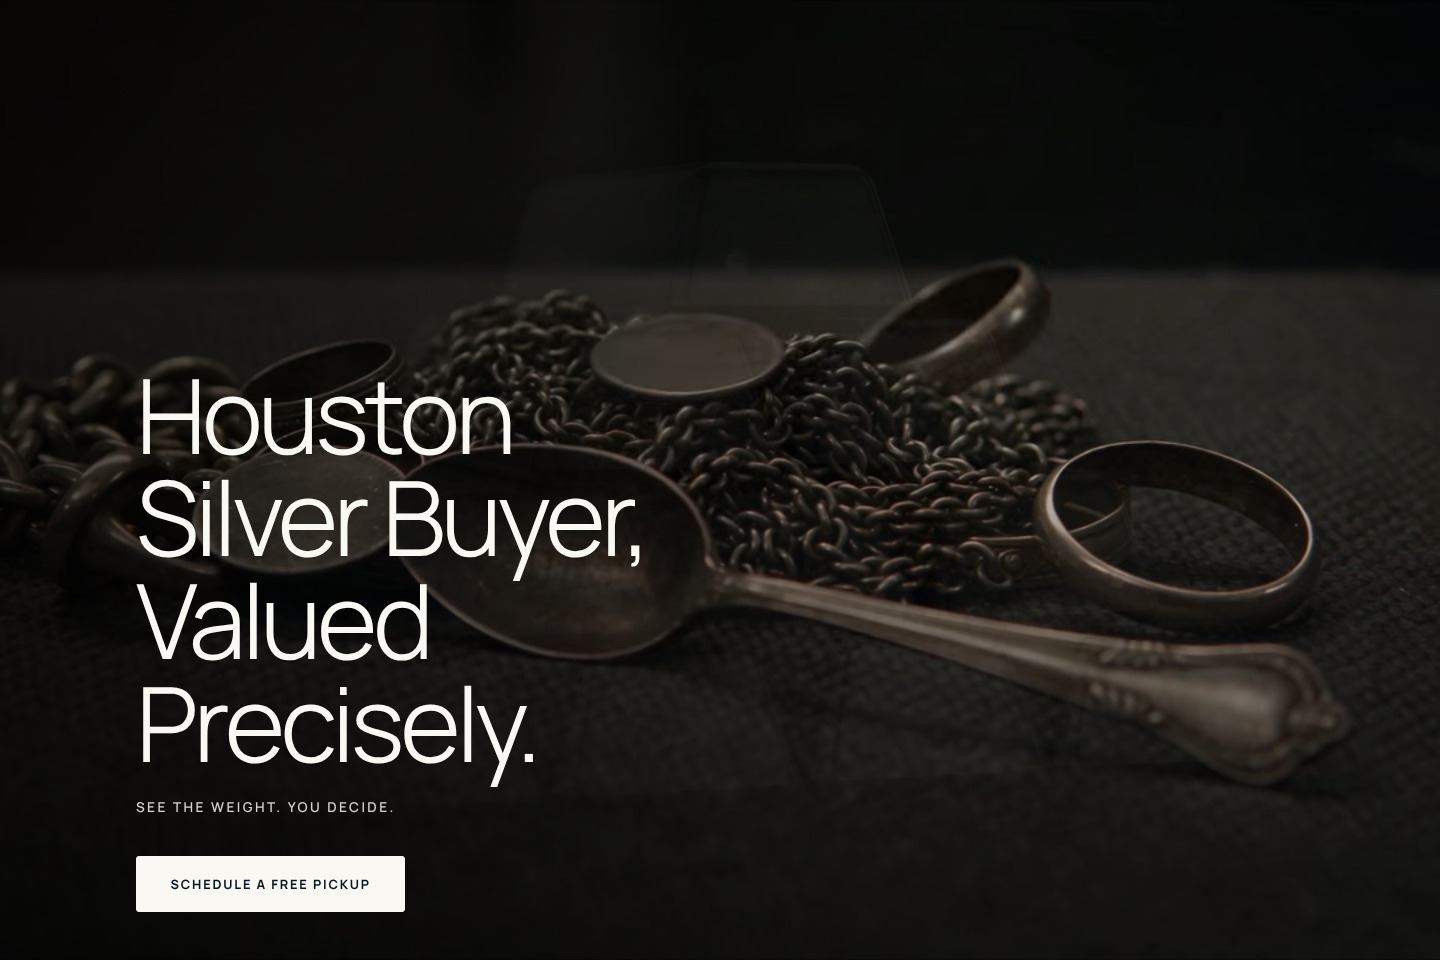 Houston
Silver Buyer,
Valued
Precisely.
SEE THE WEIGHT. YOU DECIDE.
SCHEDULE A FREE PICKUP